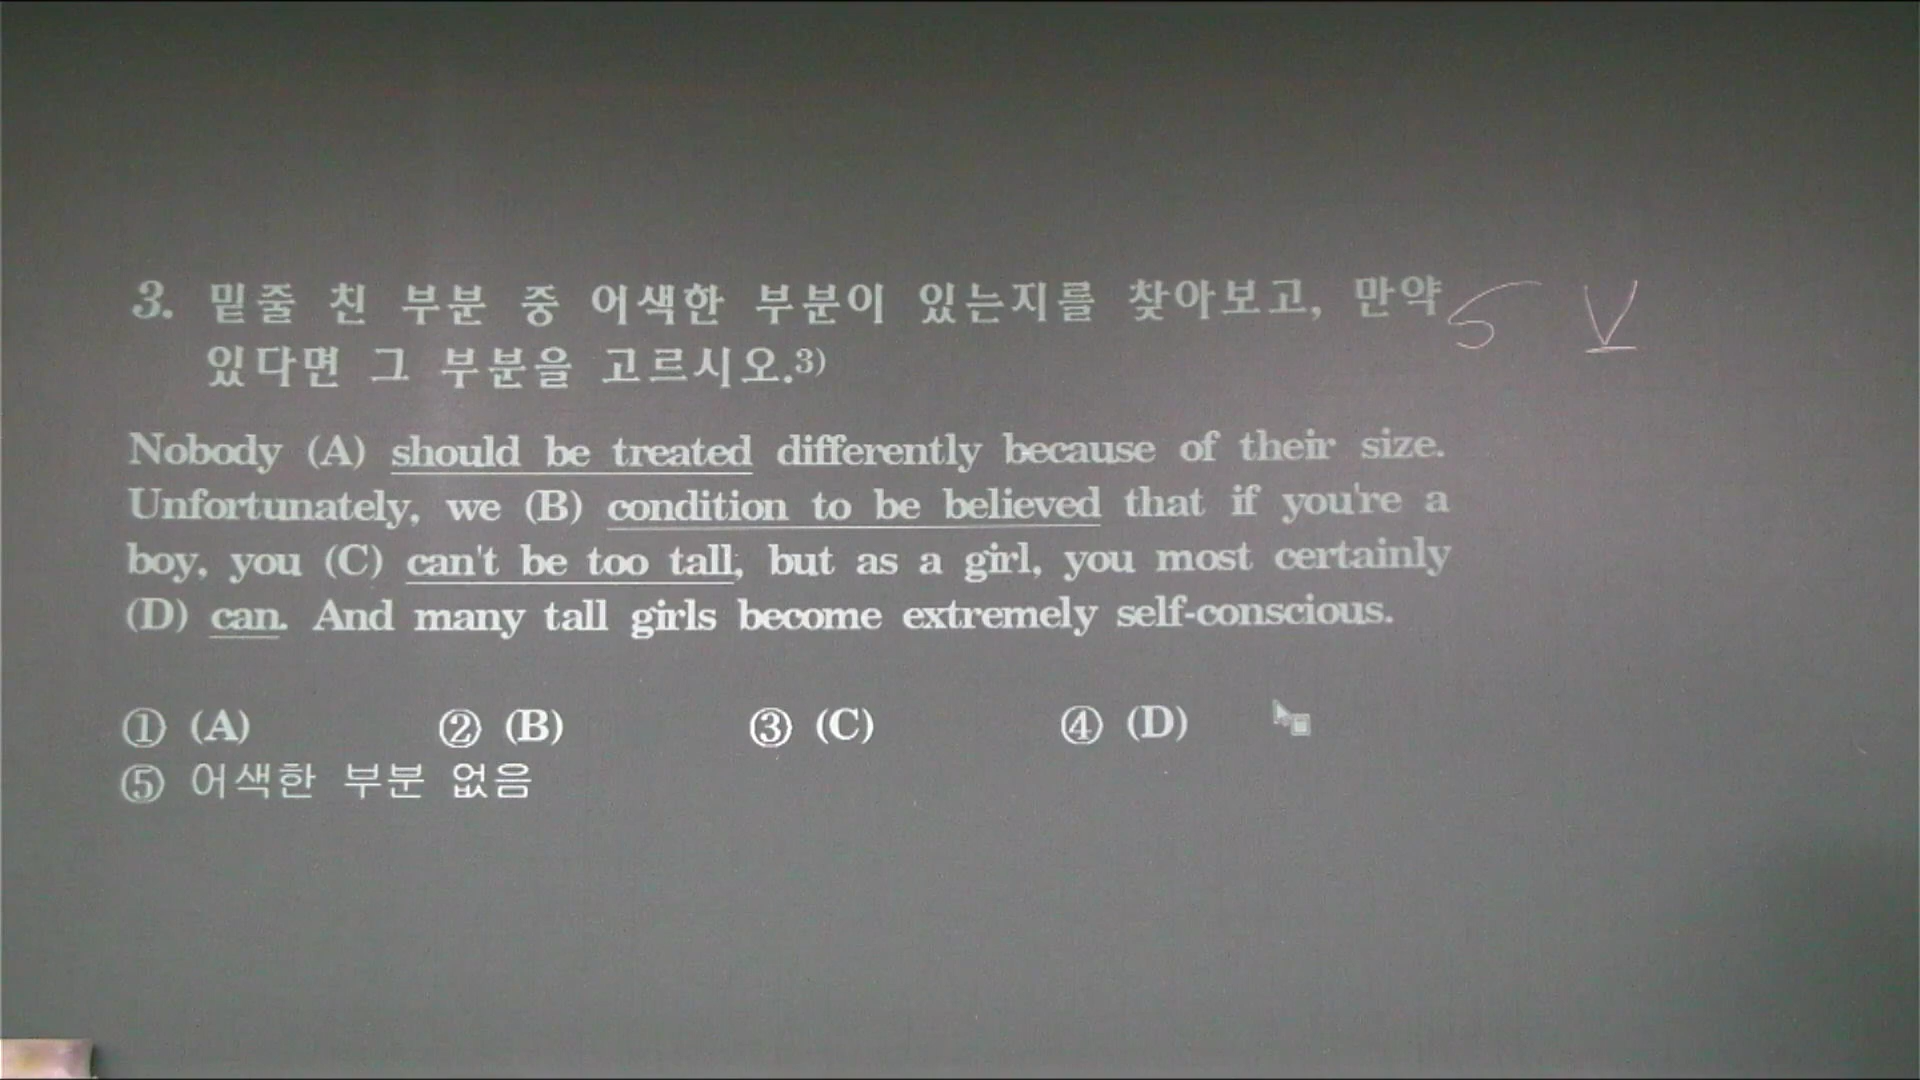 3. 밑줄 친 부분 중 어색한 부분이 있는지를 찾아보고, 만약 S V
있다면 그 부분을 고르시오.3)
Nobody (A) should be treated differently because of their size.
Unfortunately, we (B) condition to be believed that if you're a
boy, you (C) can't be too tall, but as a girl, you most certainly
(D) can. And many tall girls become extremely self-conscious.
① (A) ② (B) ③ (C) ④ (D)
⑤ 어색한 부분 없음